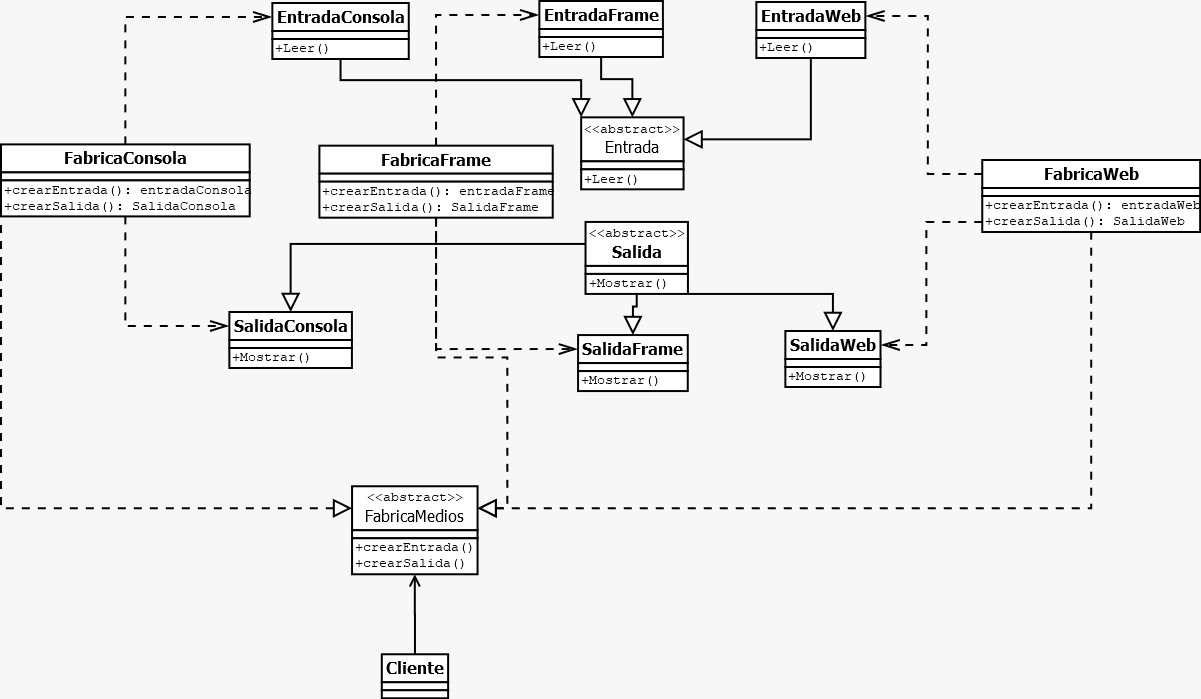 EntradaConsola
+Leer()
EntradaFrame
+Leer()
EntradaWeb
+Leer()
<<abstract>>
Entrada
+Leer()
FabricaConsola
+crearEntrada(): entradaConsola
+crearSalida(): SalidaConsola
FabricaFrame
+crearEntrada(): entradaFrame
+crearSalida(): SalidaFrame
FabricaWeb
+crearEntrada(): entradaWeb
+crearSalida(): SalidaWeb
<<abstract>>
Salida
+Mostrar()
SalidaConsola
+Mostrar()
SalidaFrame
+Mostrar()
SalidaWeb
+Mostrar()
<<abstract>>
FabricaMedios
+crearEntrada()
+crearSalida()
Cliente